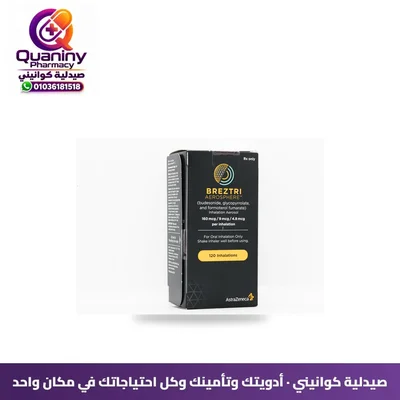 Quaniny
Pharmacy
صيدلية كوانيني
01036181518
Rx only
BREZTRI
AEROSPHERE
(budesonide, glycopyrrolate,
and formoterol fumarate)
Inhalation Aerosol
160 mcg / 9 mcg / 4.8 mcg
per inhalation
For Oral Inhalation Only
Shake inhaler well before using
120 Inhalations
AstraZeneca
صيدلية كوانيني · أدويتك وتأمينك وكل احتياجاتك في مكان واحد